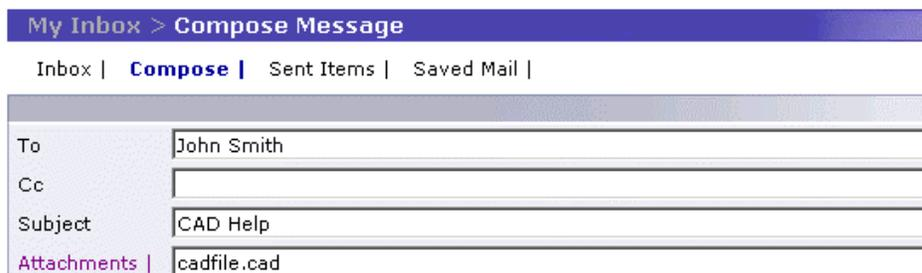 My Inbox > Compose Message
Inbox | Compose | Sent Items | Saved Mail |
To John Smith
Cc
Subject CAD Help
Attachments | cadfile.cad